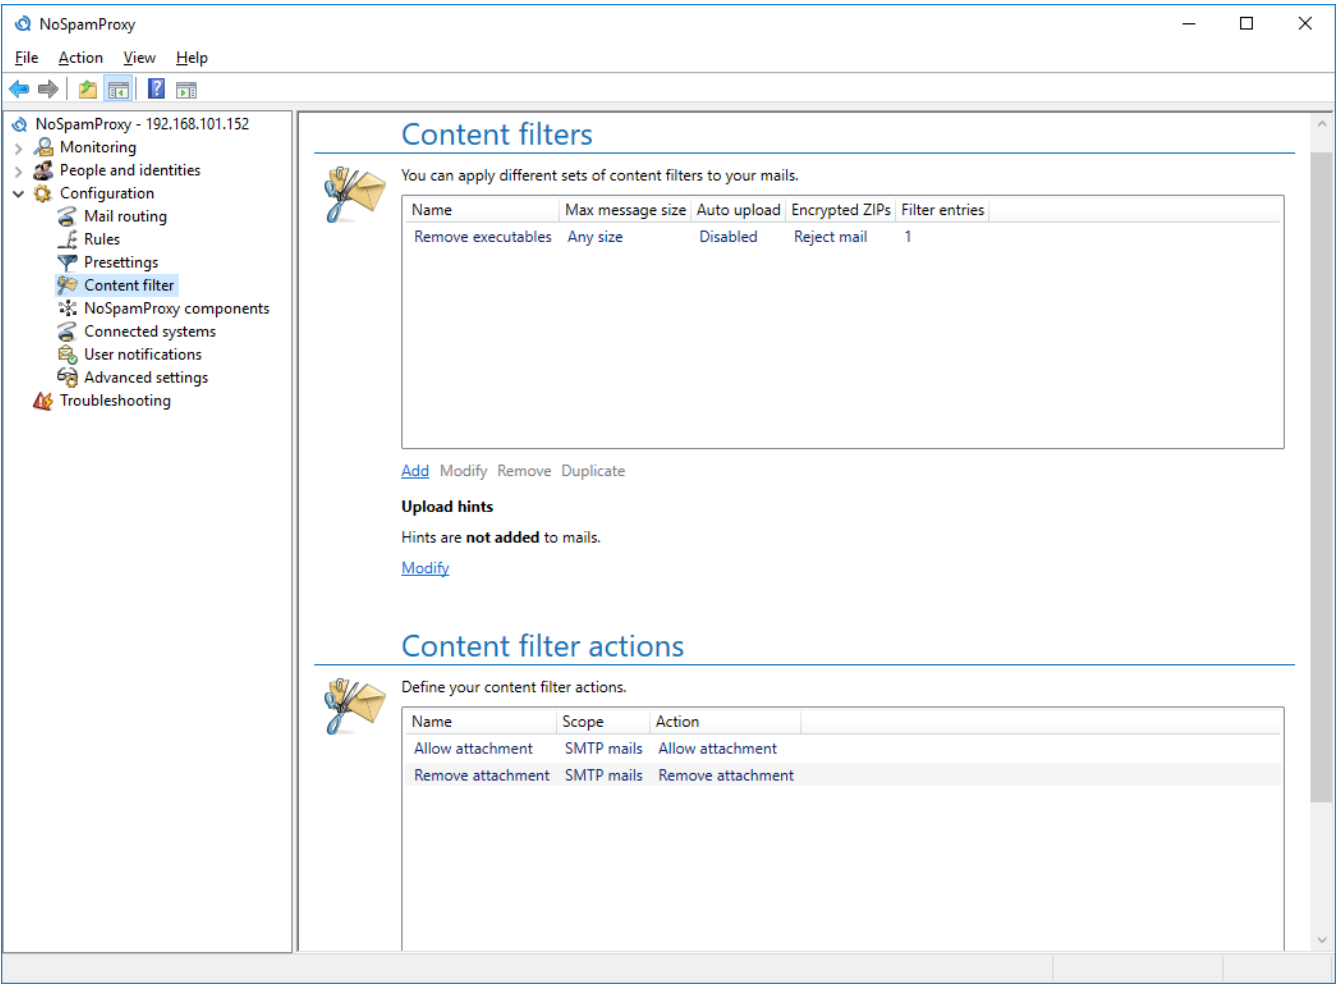 NoSpamProxy
File Action View Help
NoSpamProxy - 192.168.101.152
Monitoring
People and identities
Configuration
Mail routing
Rules
Presettings
Content filter
NoSpamProxy components
Connected systems
User notifications
Advanced settings
Troubleshooting
Content filters
You can apply different sets of content filters to your mails.
Name Max message size Auto upload Encrypted ZIPs Filter entries
Remove executables Any size Disabled Reject mail 1
Add Modify Remove Duplicate
Upload hints
Hints are not added to mails.
Modify
Content filter actions
Define your content filter actions.
Name Scope Action
Allow attachment SMTP mails Allow attachment
Remove attachment SMTP mails Remove attachment